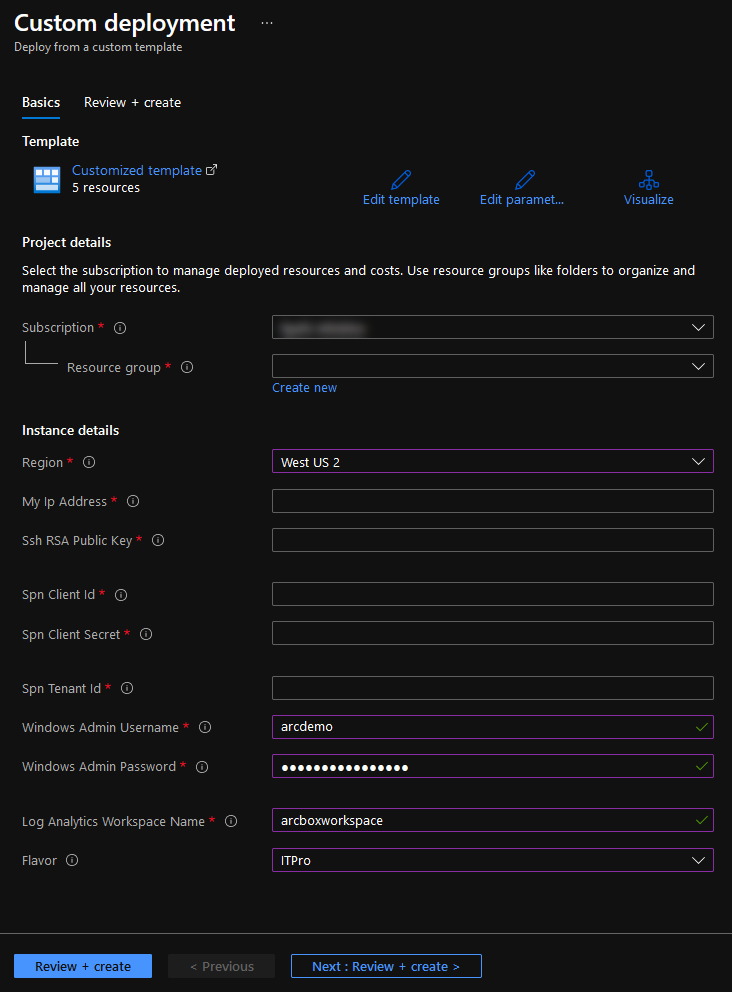 Custom deployment ...
Deploy from a custom template
Basics Review + create
Template
Customized template
5 resources
Edit template Edit paramet... Visualize
Project details
Select the subscription to manage deployed resources and costs. Use resource groups like folders to organize and
manage all your resources.
Subscription *
Resource group *
Create new
Instance details
Region * West US 2
My Ip Address *
Ssh RSA Public Key *
Spn Client Id *
Spn Client Secret *
Spn Tenant Id *
Windows Admin Username * arcdemo
Windows Admin Password * ●●●●●●●●●●●●●●●●
Log Analytics Workspace Name * arcboxworkspace
Flavor ITPro
Review + create < Previous Next : Review + create >